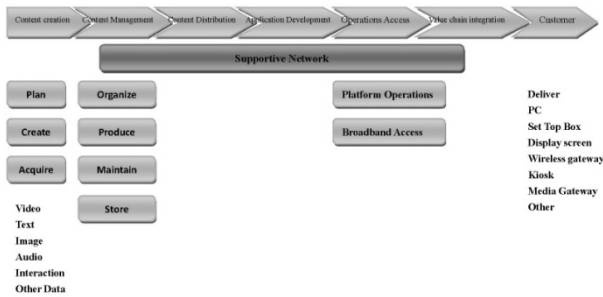 Content creation
Content Management
Content Distribution
Application Development
Operations Access
Value chain integration
Customer
Supportive Network
Plan
Create
Acquire
Video
Text
Image
Audio
Interaction
Other Data
Organize
Produce
Maintain
Store
Platform Operations
Broadband Access
Deliver
PC
Set Top Box
Display screen
Wireless gateway
Kiosk
Media Gateway
Other